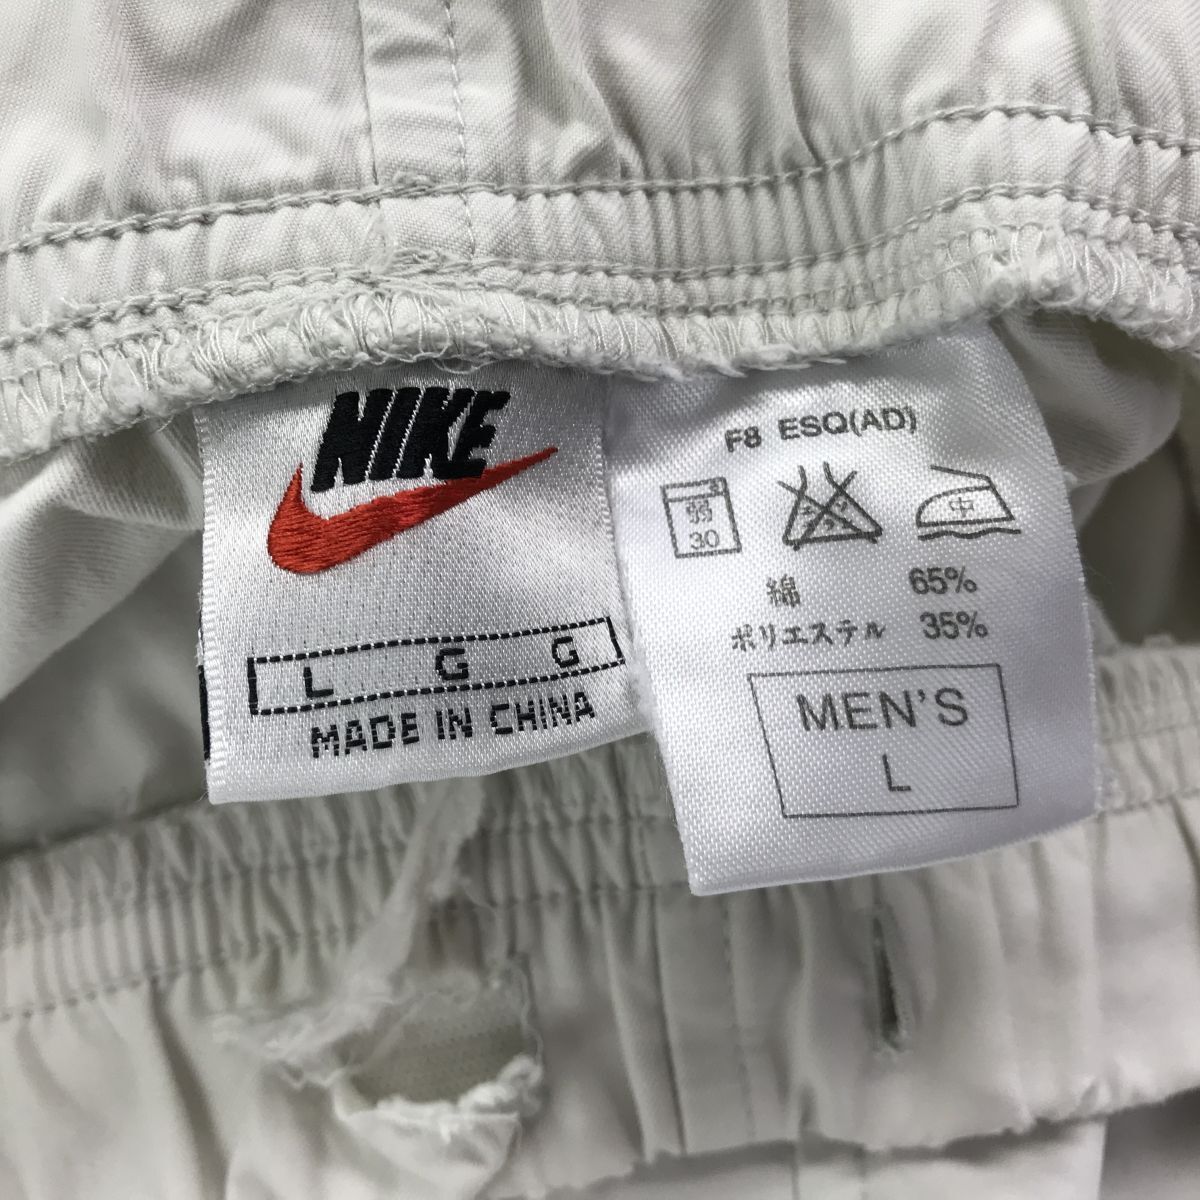 NIKE
L G G
MADE IN CHINA
F8 ESQ(AD)
弱
30
中
綿 65%
ポリエステル 35%
MEN'S
L